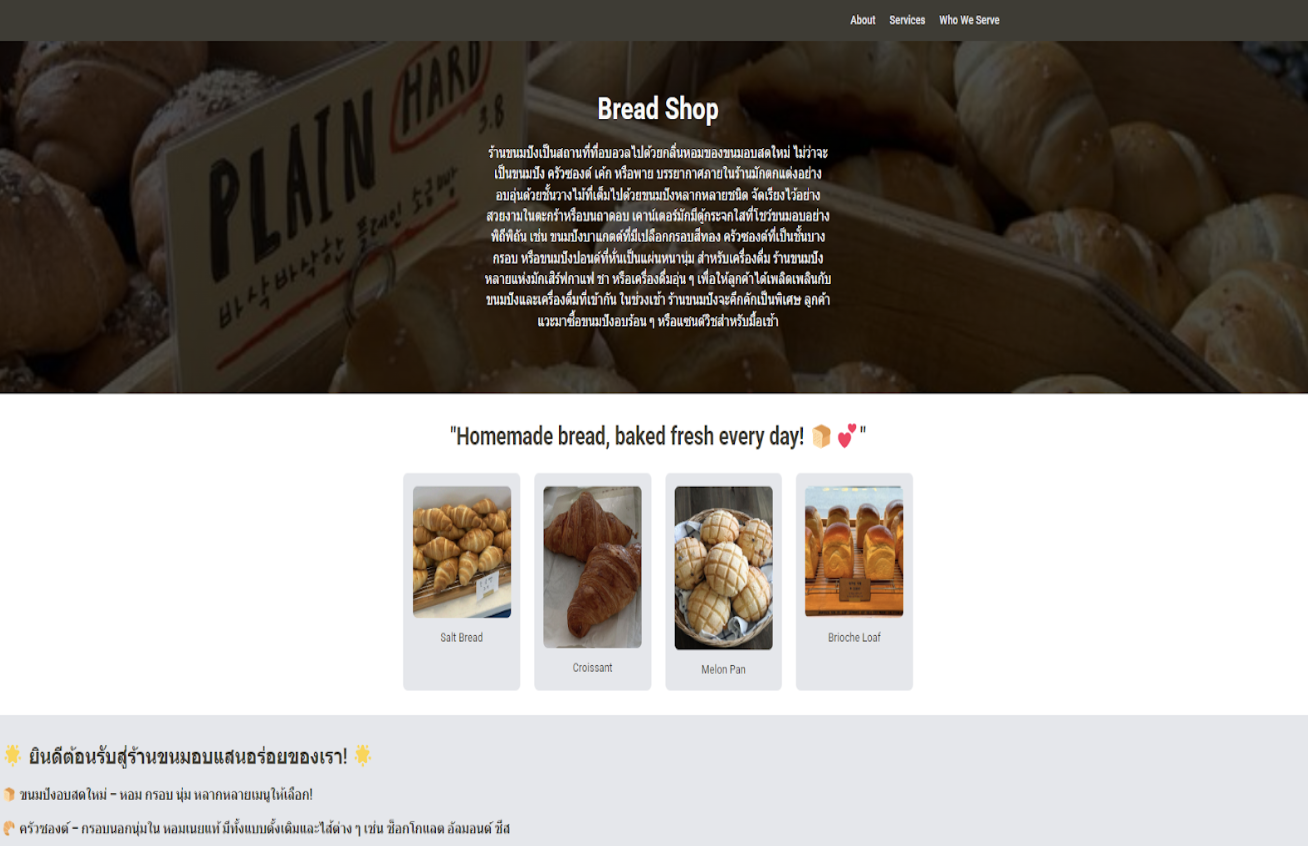 About Services Who We Serve
PLAIN HARD
3.8
바삭바삭한 플레인 소금빵
Bread Shop
ร้านขนมปังเป็นสถานที่ที่อบอวลไปด้วยกลิ่นหอมของขนมอบสดใหม่ ไม่ว่าจะ
เป็นขนมปัง ครัวซองต์ เค้ก หรือพาย บรรยากาศภายในร้านมักตกแต่งอย่าง
อบอุ่นด้วยชั้นวางไม้ที่เต็มไปด้วยขนมปังหลากหลายชนิด จัดเรียงไว้อย่าง
สวยงามในตะกร้าหรือบนถาดอบ เคาน์เตอร์มักมีตู้กระจกใสที่โชว์ขนมอบอย่าง
พิถีพิถัน เช่น ขนมปังบาแกตต์ที่มีเปลือกกรอบสีทอง ครัวซองต์ที่เป็นชั้นบาง
กรอบ หรือขนมปังปอนด์ที่หั่นเป็นแผ่นหนานุ่ม สำหรับเครื่องดื่ม ร้านขนมปัง
หลายแห่งมักเสิร์ฟกาแฟ ชา หรือเครื่องดื่มอุ่น ๆ เพื่อให้ลูกค้าได้เพลิดเพลินกับ
ขนมปังและเครื่องดื่มที่เข้ากัน ในช่วงเช้า ร้านขนมปังจะคึกคักเป็นพิเศษ ลูกค้า
แวะมาซื้อขนมปังอบร้อน ๆ หรือแซนด์วิชสำหรับมื้อเช้า
"Homemade bread, baked fresh every day! 🍞 💕"
Salt Bread
Croissant
Melon Pan
Brioche Loaf
🌟 ยินดีต้อนรับสู่ร้านขนมอบแสนอร่อยของเรา! 🌟
🍞 ขนมปังอบสดใหม่ – หอม กรอบ นุ่ม หลากหลายเมนูให้เลือก!
🥐 ครัวซองต์ – กรอบนอกนุ่มใน หอมเนยแท้ มีทั้งแบบดั้งเดิมและไส้ต่าง ๆ เช่น ช็อกโกแลต อัลมอนด์ ชีส